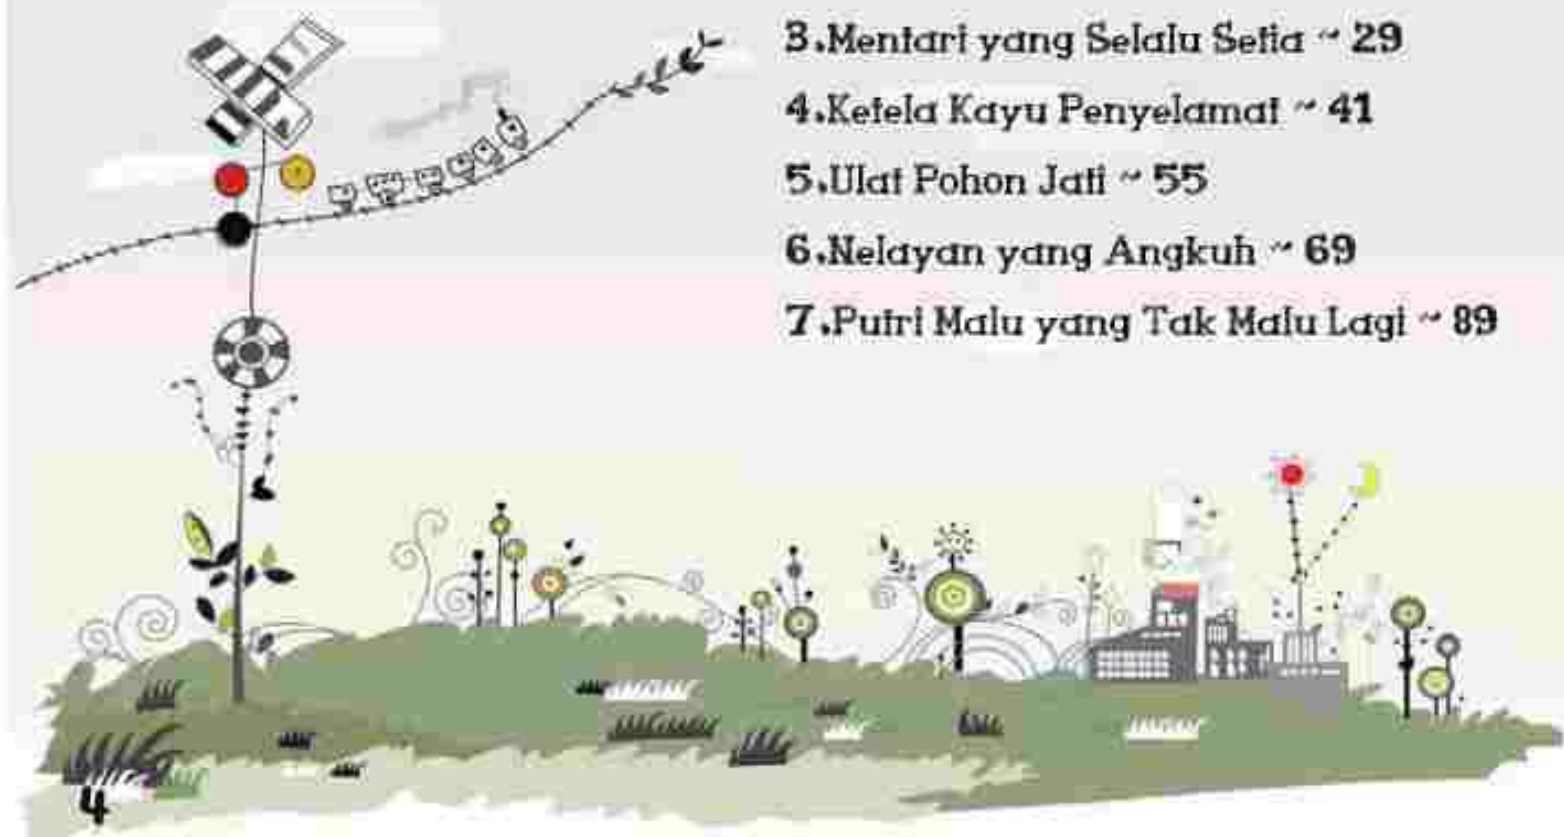 3.Mentari yang Selalu Setia ~ 29
4.Ketela Kayu Penyelamat ~ 41
5.Ulat Pohon Jati ~ 55
6.Nelayan yang Angkuh ~ 69
7.Putri Malu yang Tak Malu Lagi ~ 89
4